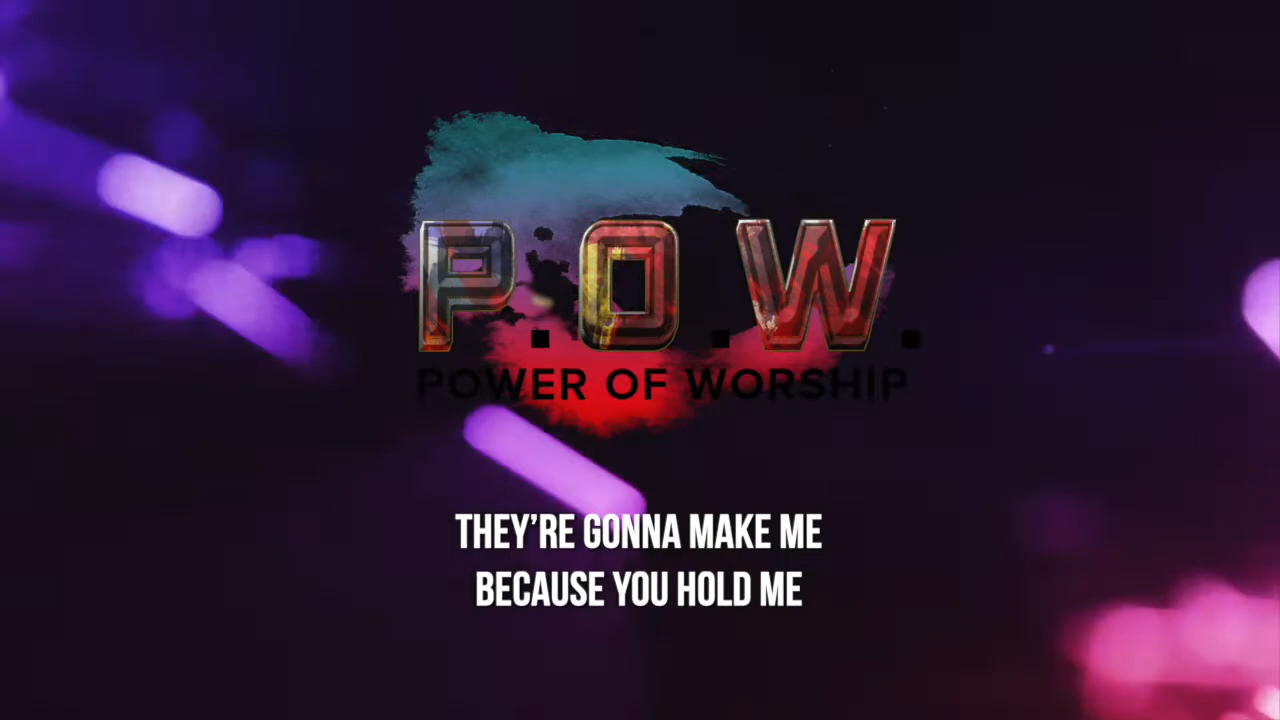 P.O.W.
POWER OF WORSHIP
THEY'RE GONNA MAKE ME
BECAUSE YOU HOLD ME